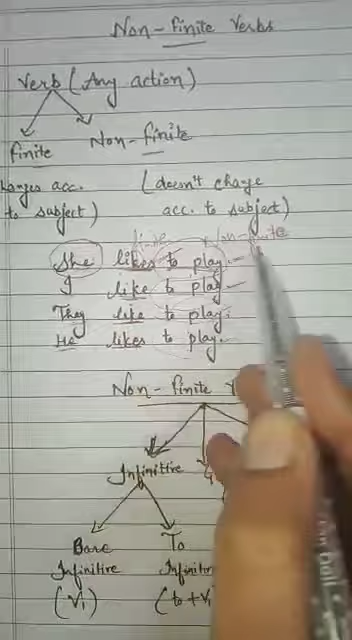 Non-finite Verbs
Verb (Any action)
finite Non-finite
changes acc. (doesn't change
to subject) acc. to subject)
finite Non-finite
She likes to play.
I like to play
They like to play.
He likes to play.
Non-finite V
Infinitive G
Bare To
Infinitive Infinitive
(V1) (to + V1